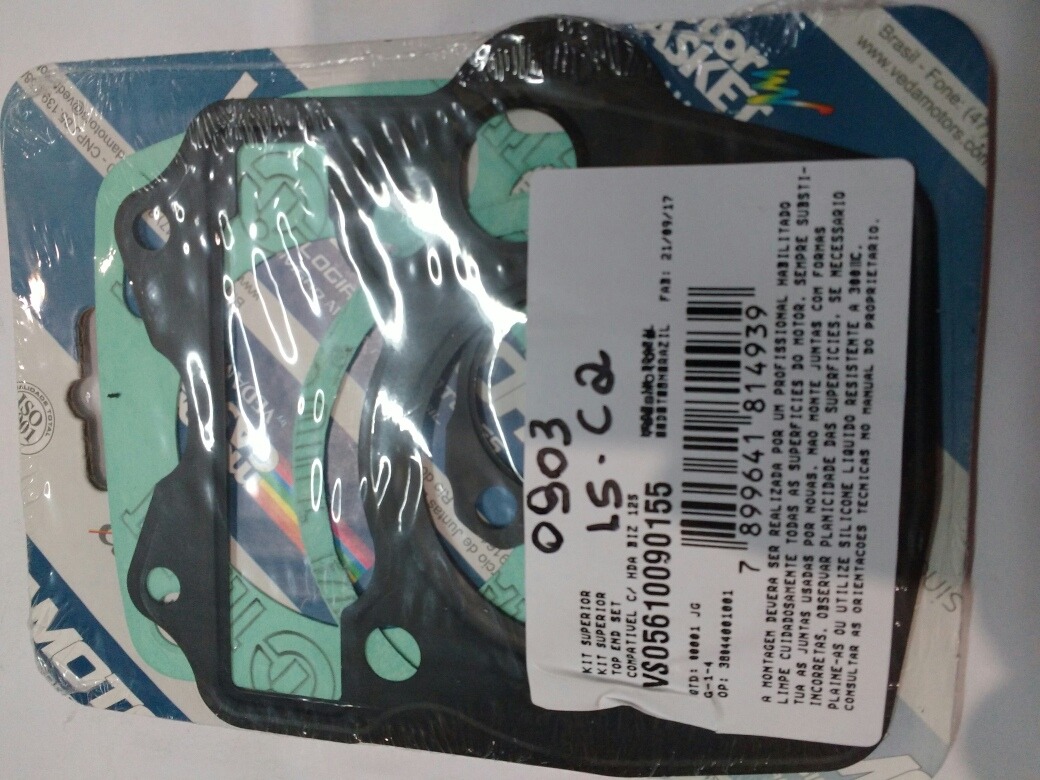 0903
LS. C2
KIT SUPERIOR
KIT SUPERIOR
TOP END SET
COMPATIVEL C/ HDA BIZ 125
VS05610090155
QTD: 00001 JG
G-1-4
OP: 38044001001
FAB: 21/09/17
7 899641 814939
A MONTAGEM DEVERA SER REALIZADA POR UM PROFISSIONAL HABILITADO
LIMPE CUIDADOSAMENTE TODAS AS SUPERFICIES DO MOTOR. SEMPRE SUBSTI-
TUA AS JUNTAS USADAS POR NOVAS. NAO MONTE JUNTAS COM FORMAS
INCORRETAS. OBSERVAR PLANICIDADE DAS SUPERFICIES, SE NECESSARIO
PLAINE-AS OU UTILIZE SILICONE LIQUIDO RESISTENTE A
CONSULTAR AS ORIENTACOES TECNICAS NO MANUAL DO PROPRIETARIO.
Brasil - Fone: (47)
www.vedamotors.com